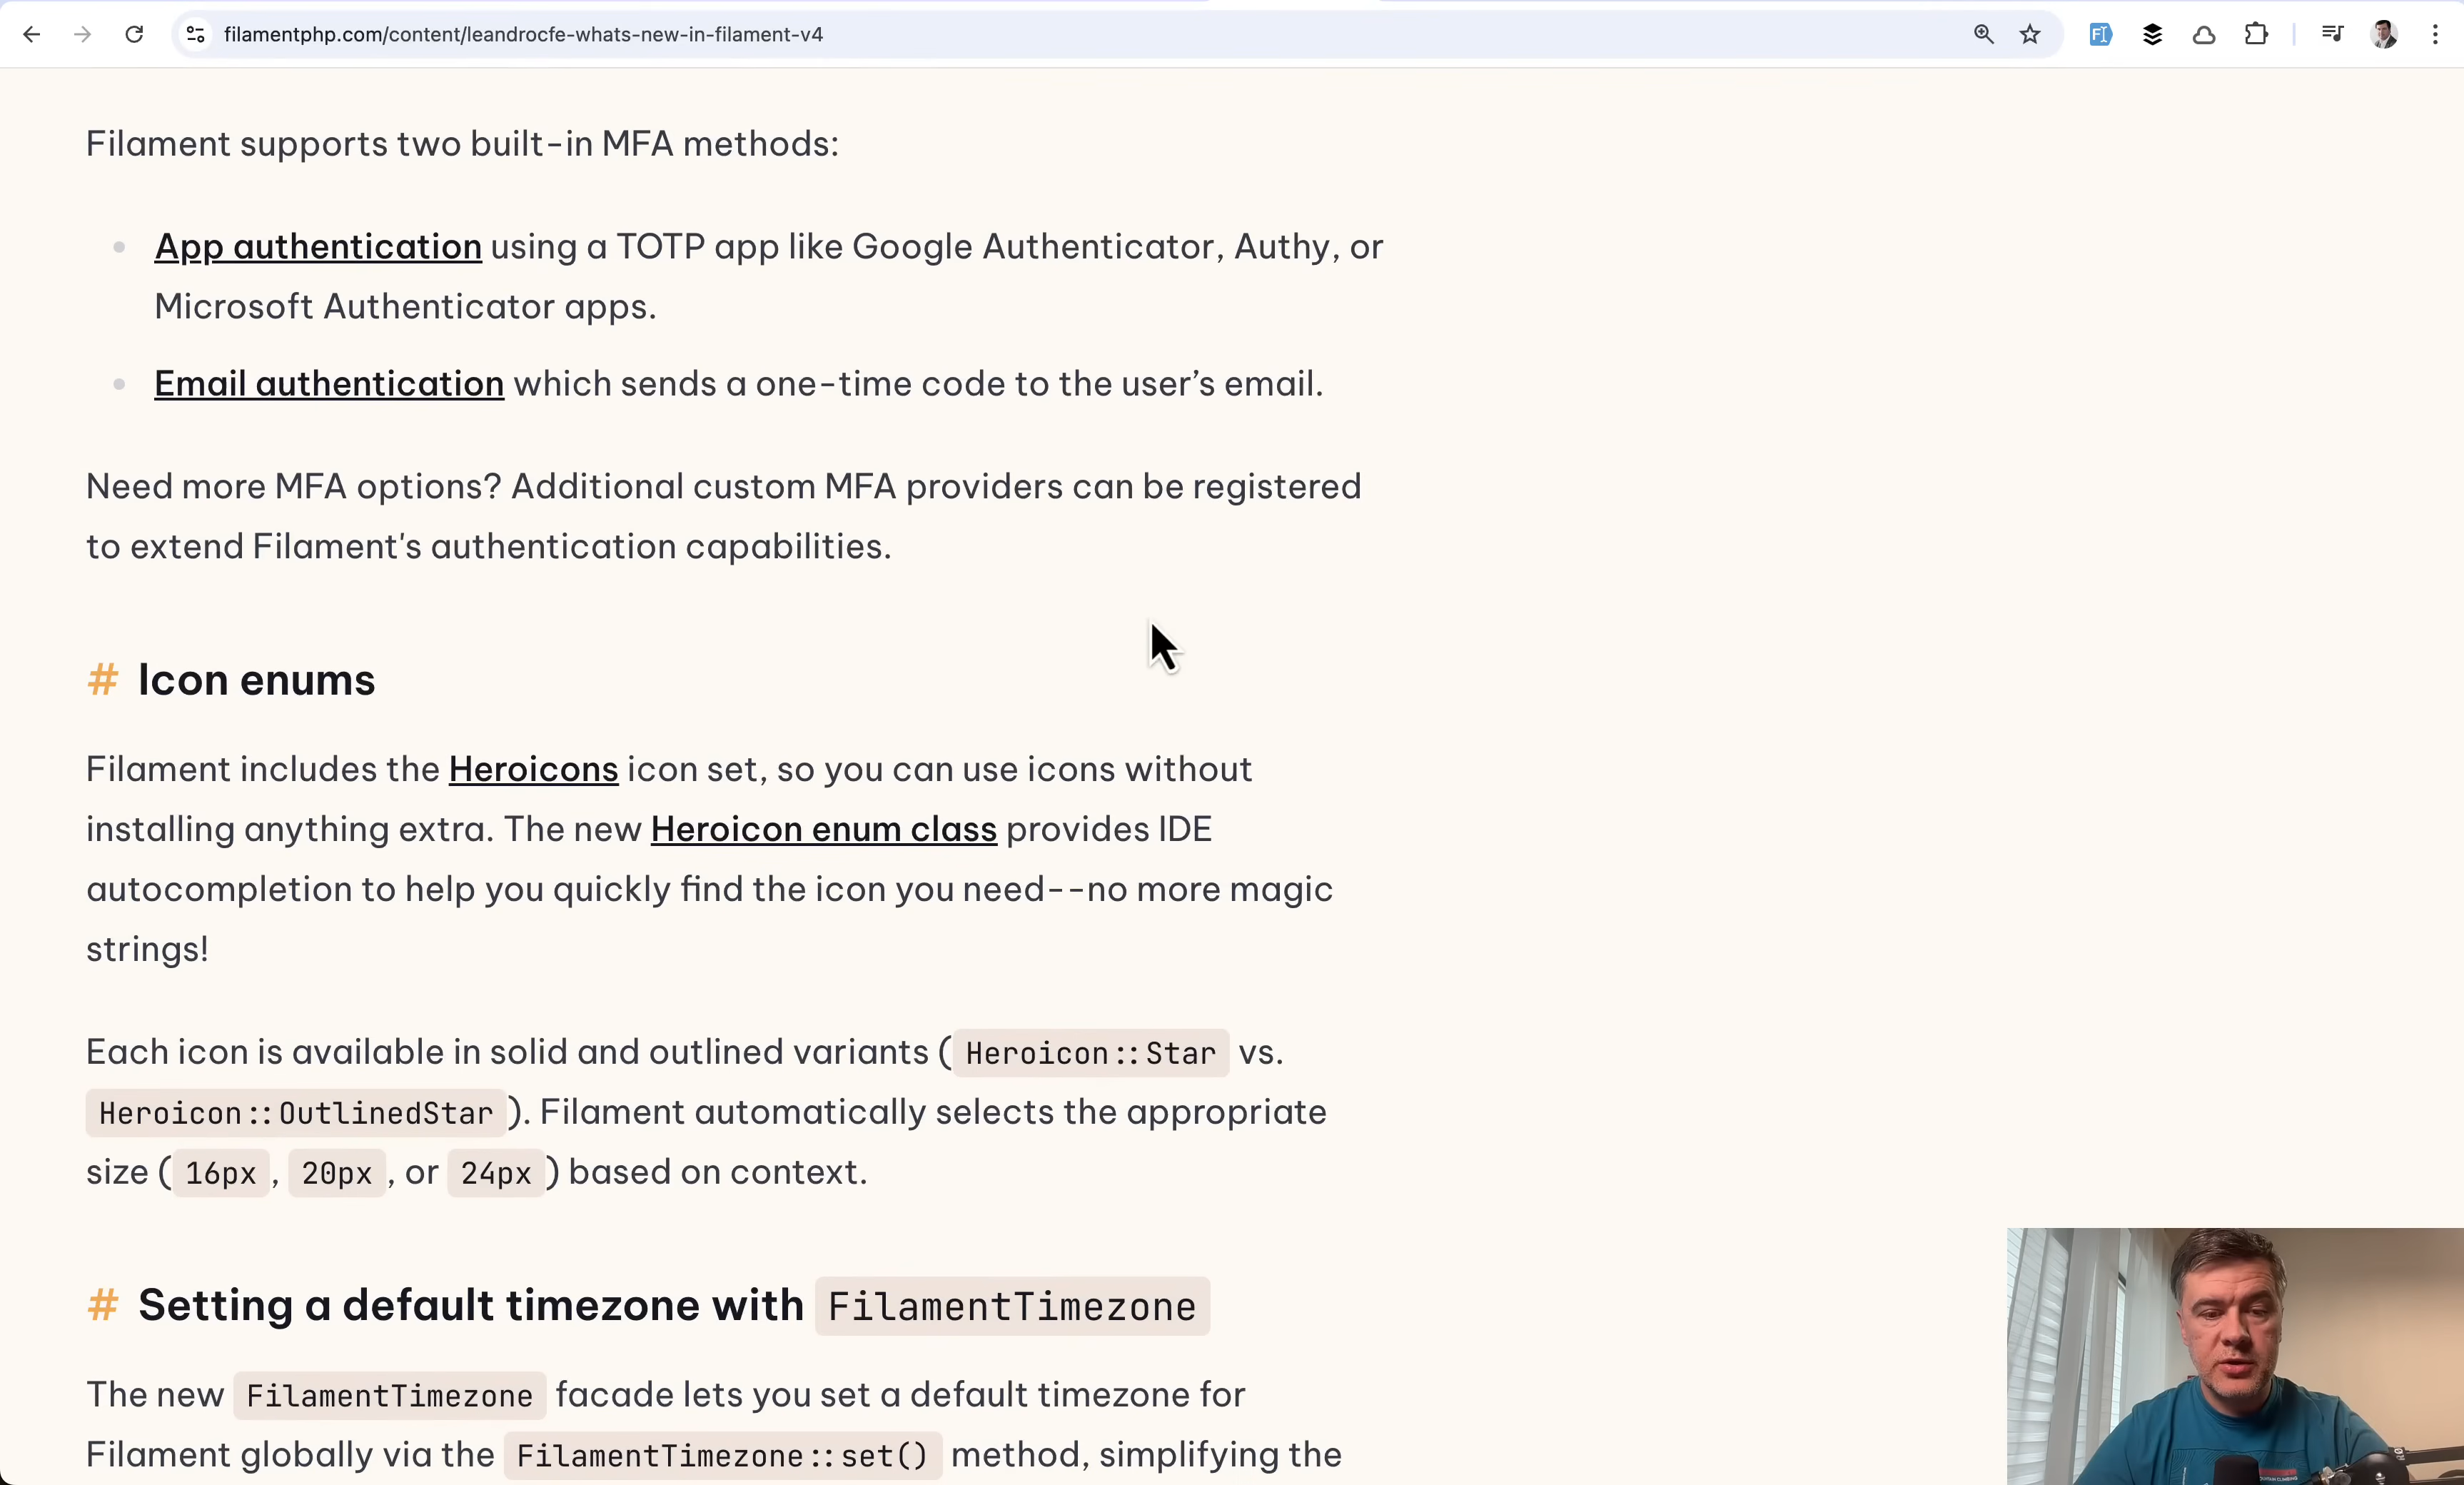 filamentphp.com/content/leandrocfe-whats-new-in-filament-v4
Filament supports two built-in MFA methods:
App authentication using a TOTP app like Google Authenticator, Authy, or
Microsoft Authenticator apps.
Email authentication which sends a one-time code to the user’s email.
Need more MFA options? Additional custom MFA providers can be registered
to extend Filament's authentication capabilities.
# Icon enums
Filament includes the Heroicons icon set, so you can use icons without
installing anything extra. The new Heroicon enum class provides IDE
autocompletion to help you quickly find the icon you need--no more magic
strings!
Each icon is available in solid and outlined variants (Heroicon::Star vs.
Heroicon::OutlinedStar). Filament automatically selects the appropriate
size (16px, 20px, or 24px) based on context.
# Setting a default timezone with FilamentTimezone
The new FilamentTimezone facade lets you set a default timezone for
Filament globally via the FilamentTimezone::set() method, simplifying the